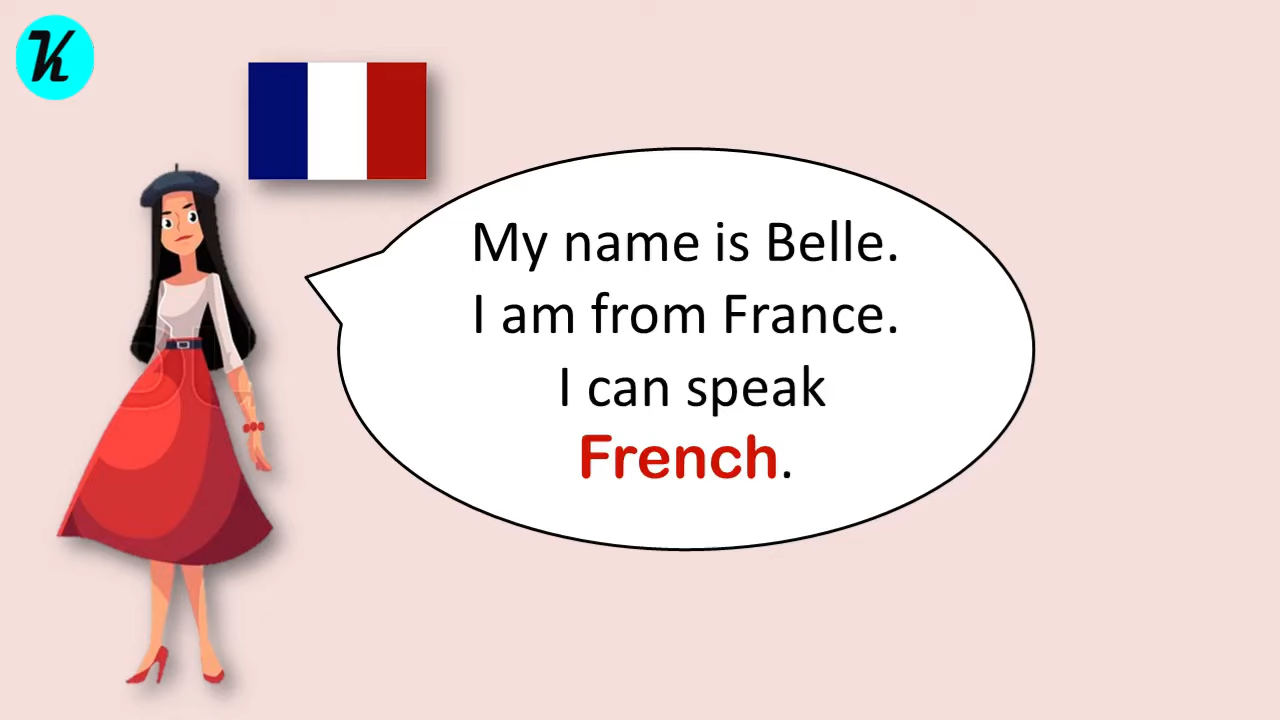 K
My name is Belle.
I am from France.
I can speak
French.